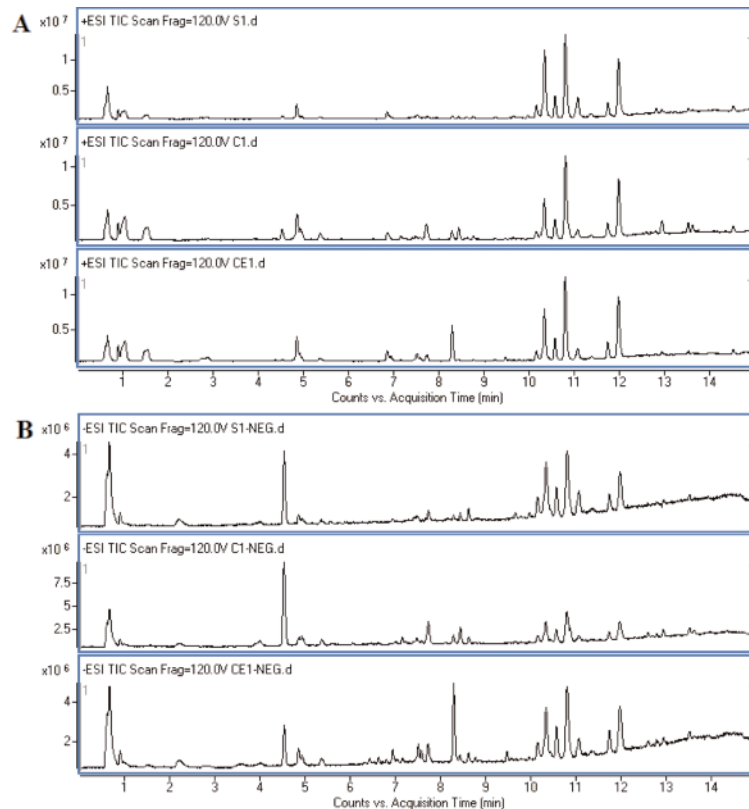 A
x10 7
+ESI TIC Scan Frag=120.0V S1.d
1
1
0.5
+ESI TIC Scan Frag=120.0V C1.d
x10 7
1
1
0.5
+ESI TIC Scan Frag=120.0V CE1.d
x10 7
1
1
0.5
1 2 3 4 5 6 7 8 9 10 11 12 13 14
Counts vs. Acquisition Time (min)
B
x10 6
-ESI TIC Scan Frag=120.0V S1-NEG.d
1
4
2
-ESI TIC Scan Frag=120.0V C1-NEG.d
x10 6
1
7.5
5
2.5
-ESI TIC Scan Frag=120.0V CE1-NEG.d
x10 6
1
4
2
1 2 3 4 5 6 7 8 9 10 11 12 13 14
Counts vs. Acquisition Time (min)